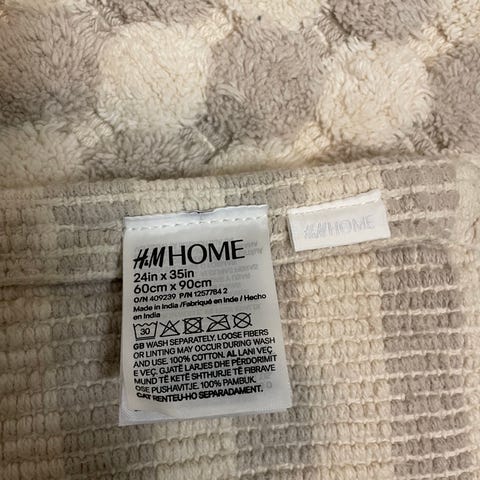 H&M HOME
24in x 35in
60cm x 90cm
O/N 409239 P/N 1257784 2
Made in India /Fabriqué en Inde / Hecho
en India
30
GB WASH SEPARATELY. LOOSE FIBERS
OR LINTING MAY OCCUR DURING WASH
AND USE. 100% COTTON. AL LANI VEÇ
E VEÇ. GJATË LARJES DHE PËRDORIMIT
MUND TË KETË SHTHURJE TË FIBRAVE
OSE PUSHAVITJE. 100% PAMBUK.
CAT RENTEU-HO SEPARADAMENT.
H&M HOME